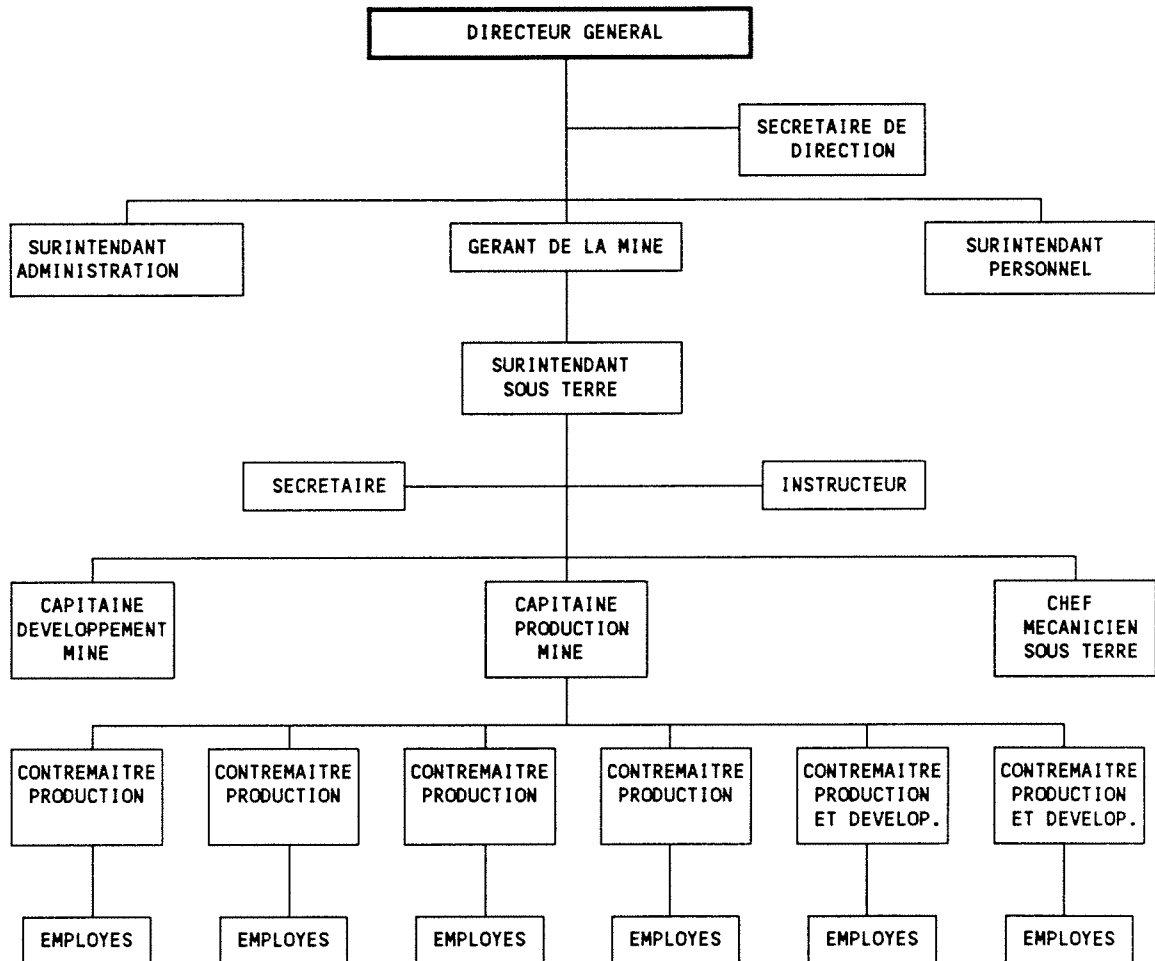 DIRECTEUR GENERAL
SECRETAIRE DE
DIRECTION
SURINTENDANT
ADMINISTRATION
GERANT DE LA MINE
SURINTENDANT
PERSONNEL
SURINTENDANT
SOUS TERRE
SECRETAIRE
INSTRUCTEUR
CAPITAINE
DEVELOPPEMENT
MINE
CAPITAINE
PRODUCTION
MINE
CHEF
MECANICIEN
SOUS TERRE
CONTREMAITRE
PRODUCTION
CONTREMAITRE
PRODUCTION
CONTREMAITRE
PRODUCTION
CONTREMAITRE
PRODUCTION
CONTREMAITRE
PRODUCTION
ET DEVELOP.
CONTREMAITRE
PRODUCTION
ET DEVELOP.
EMPLOYES
EMPLOYES
EMPLOYES
EMPLOYES
EMPLOYES
EMPLOYES